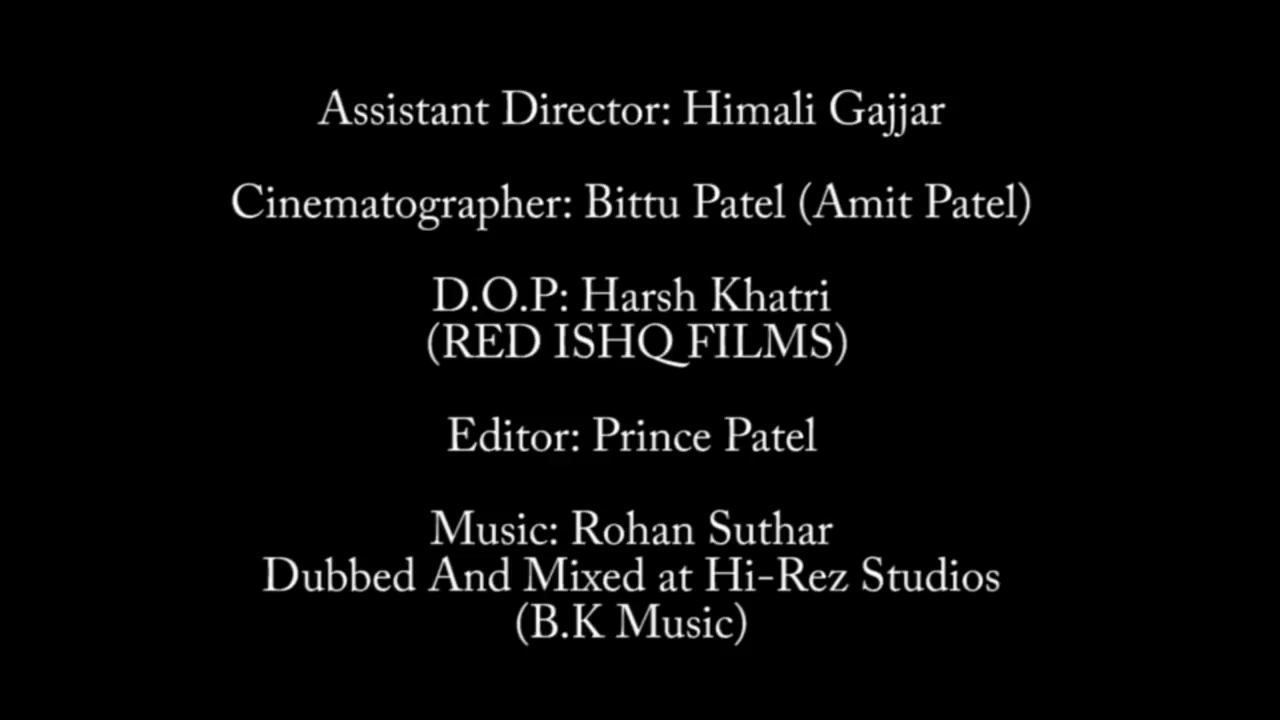 Assistant Director: Himali Gajjar
Cinematographer: Bittu Patel (Amit Patel)
D.O.P: Harsh Khatri
(RED ISHQ FILMS)
Editor: Prince Patel
Music: Rohan Suthar
Dubbed And Mixed at Hi-Rez Studios
(B.K Music)